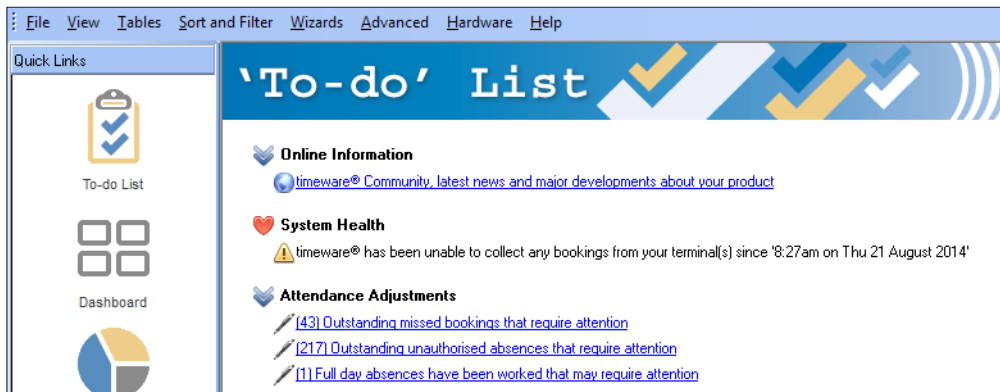 File View Tables Sort and Filter Wizards Advanced Hardware Help
Quick Links
'To-do' List
To-do List
Dashboard
Online Information
timeware® Community, latest news and major developments about your product
System Health
timeware® has been unable to collect any bookings from your terminal(s) since '8:27am on Thu 21 August 2014'
Attendance Adjustments
(43) Outstanding missed bookings that require attention
(217) Outstanding unauthorised absences that require attention
(1) Full day absences have been worked that may require attention